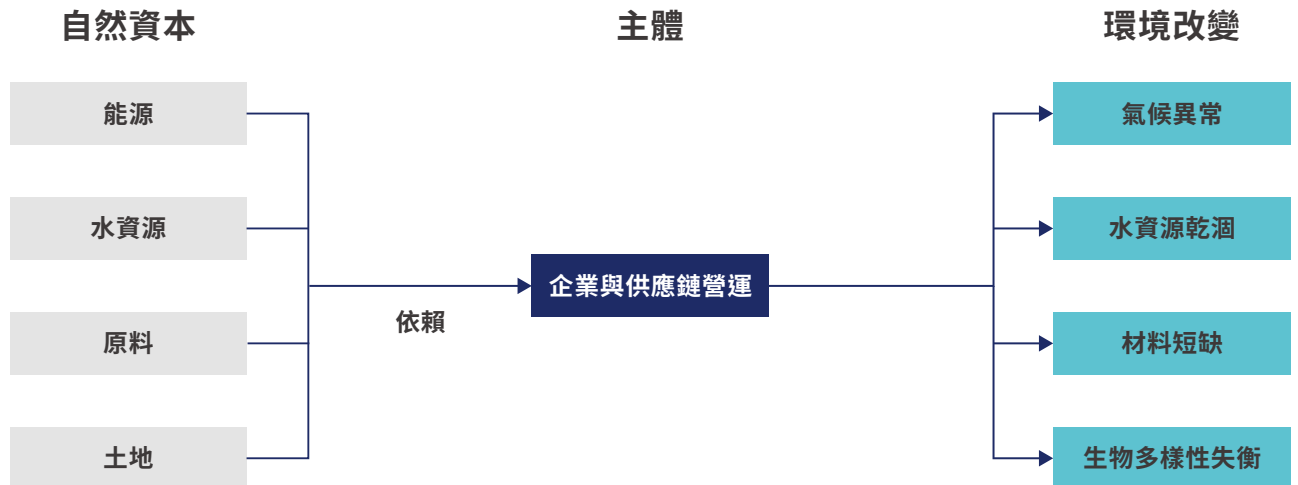 自然資本
主體
環境改變
能源
氣候異常
水資源
水資源乾涸
企業與供應鏈營運
依賴
原料
材料短缺
土地
生物多樣性失衡